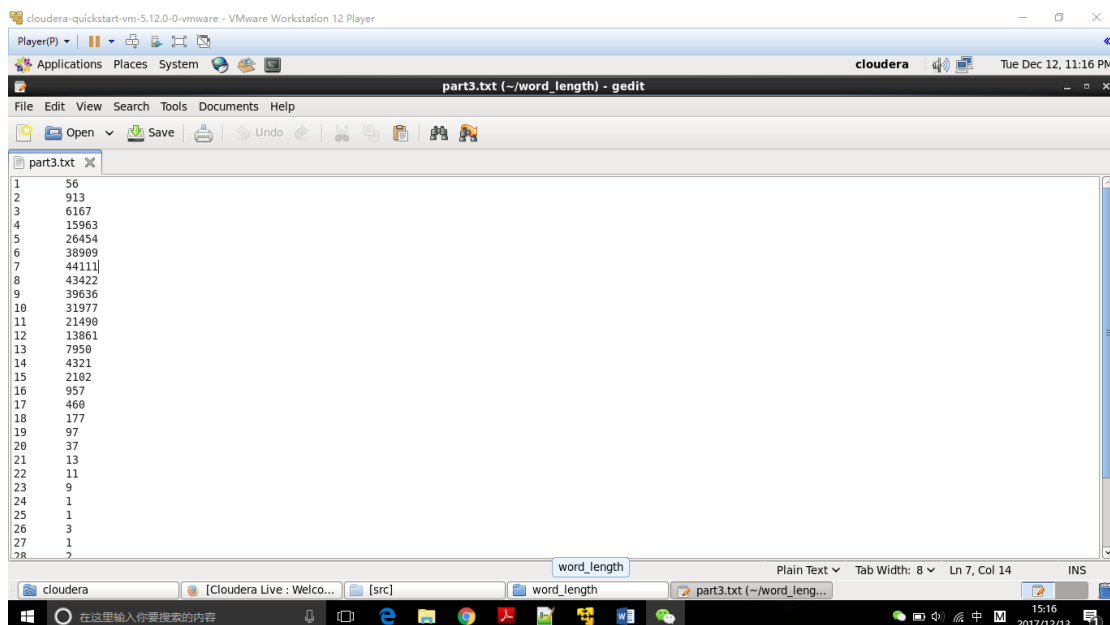 cloudera-quickstart-vm-5.12.0-0-vmware - VMware Workstation 12 Player
Player(P)
Applications Places System cloudera Tue Dec 12, 11:16 PM
part3.txt (~/word_length) - gedit
File Edit View Search Tools Documents Help
Open Save Undo
part3.txt
1 56
2 913
3 6167
4 15963
5 26454
6 38909
7 44111
8 43422
9 39636
10 31977
11 21490
12 13861
13 7950
14 4321
15 2102
16 957
17 460
18 177
19 97
20 37
21 13
22 11
23 9
24 1
25 1
26 3
27 1
28 2
word_length
Plain Text Tab Width: 8 Ln 7, Col 14 INS
cloudera [Cloudera Live : Welco... [src] word_length part3.txt (~/word_leng...
在这里输入你要搜索的内容 中 M 15:16
2017/12/13